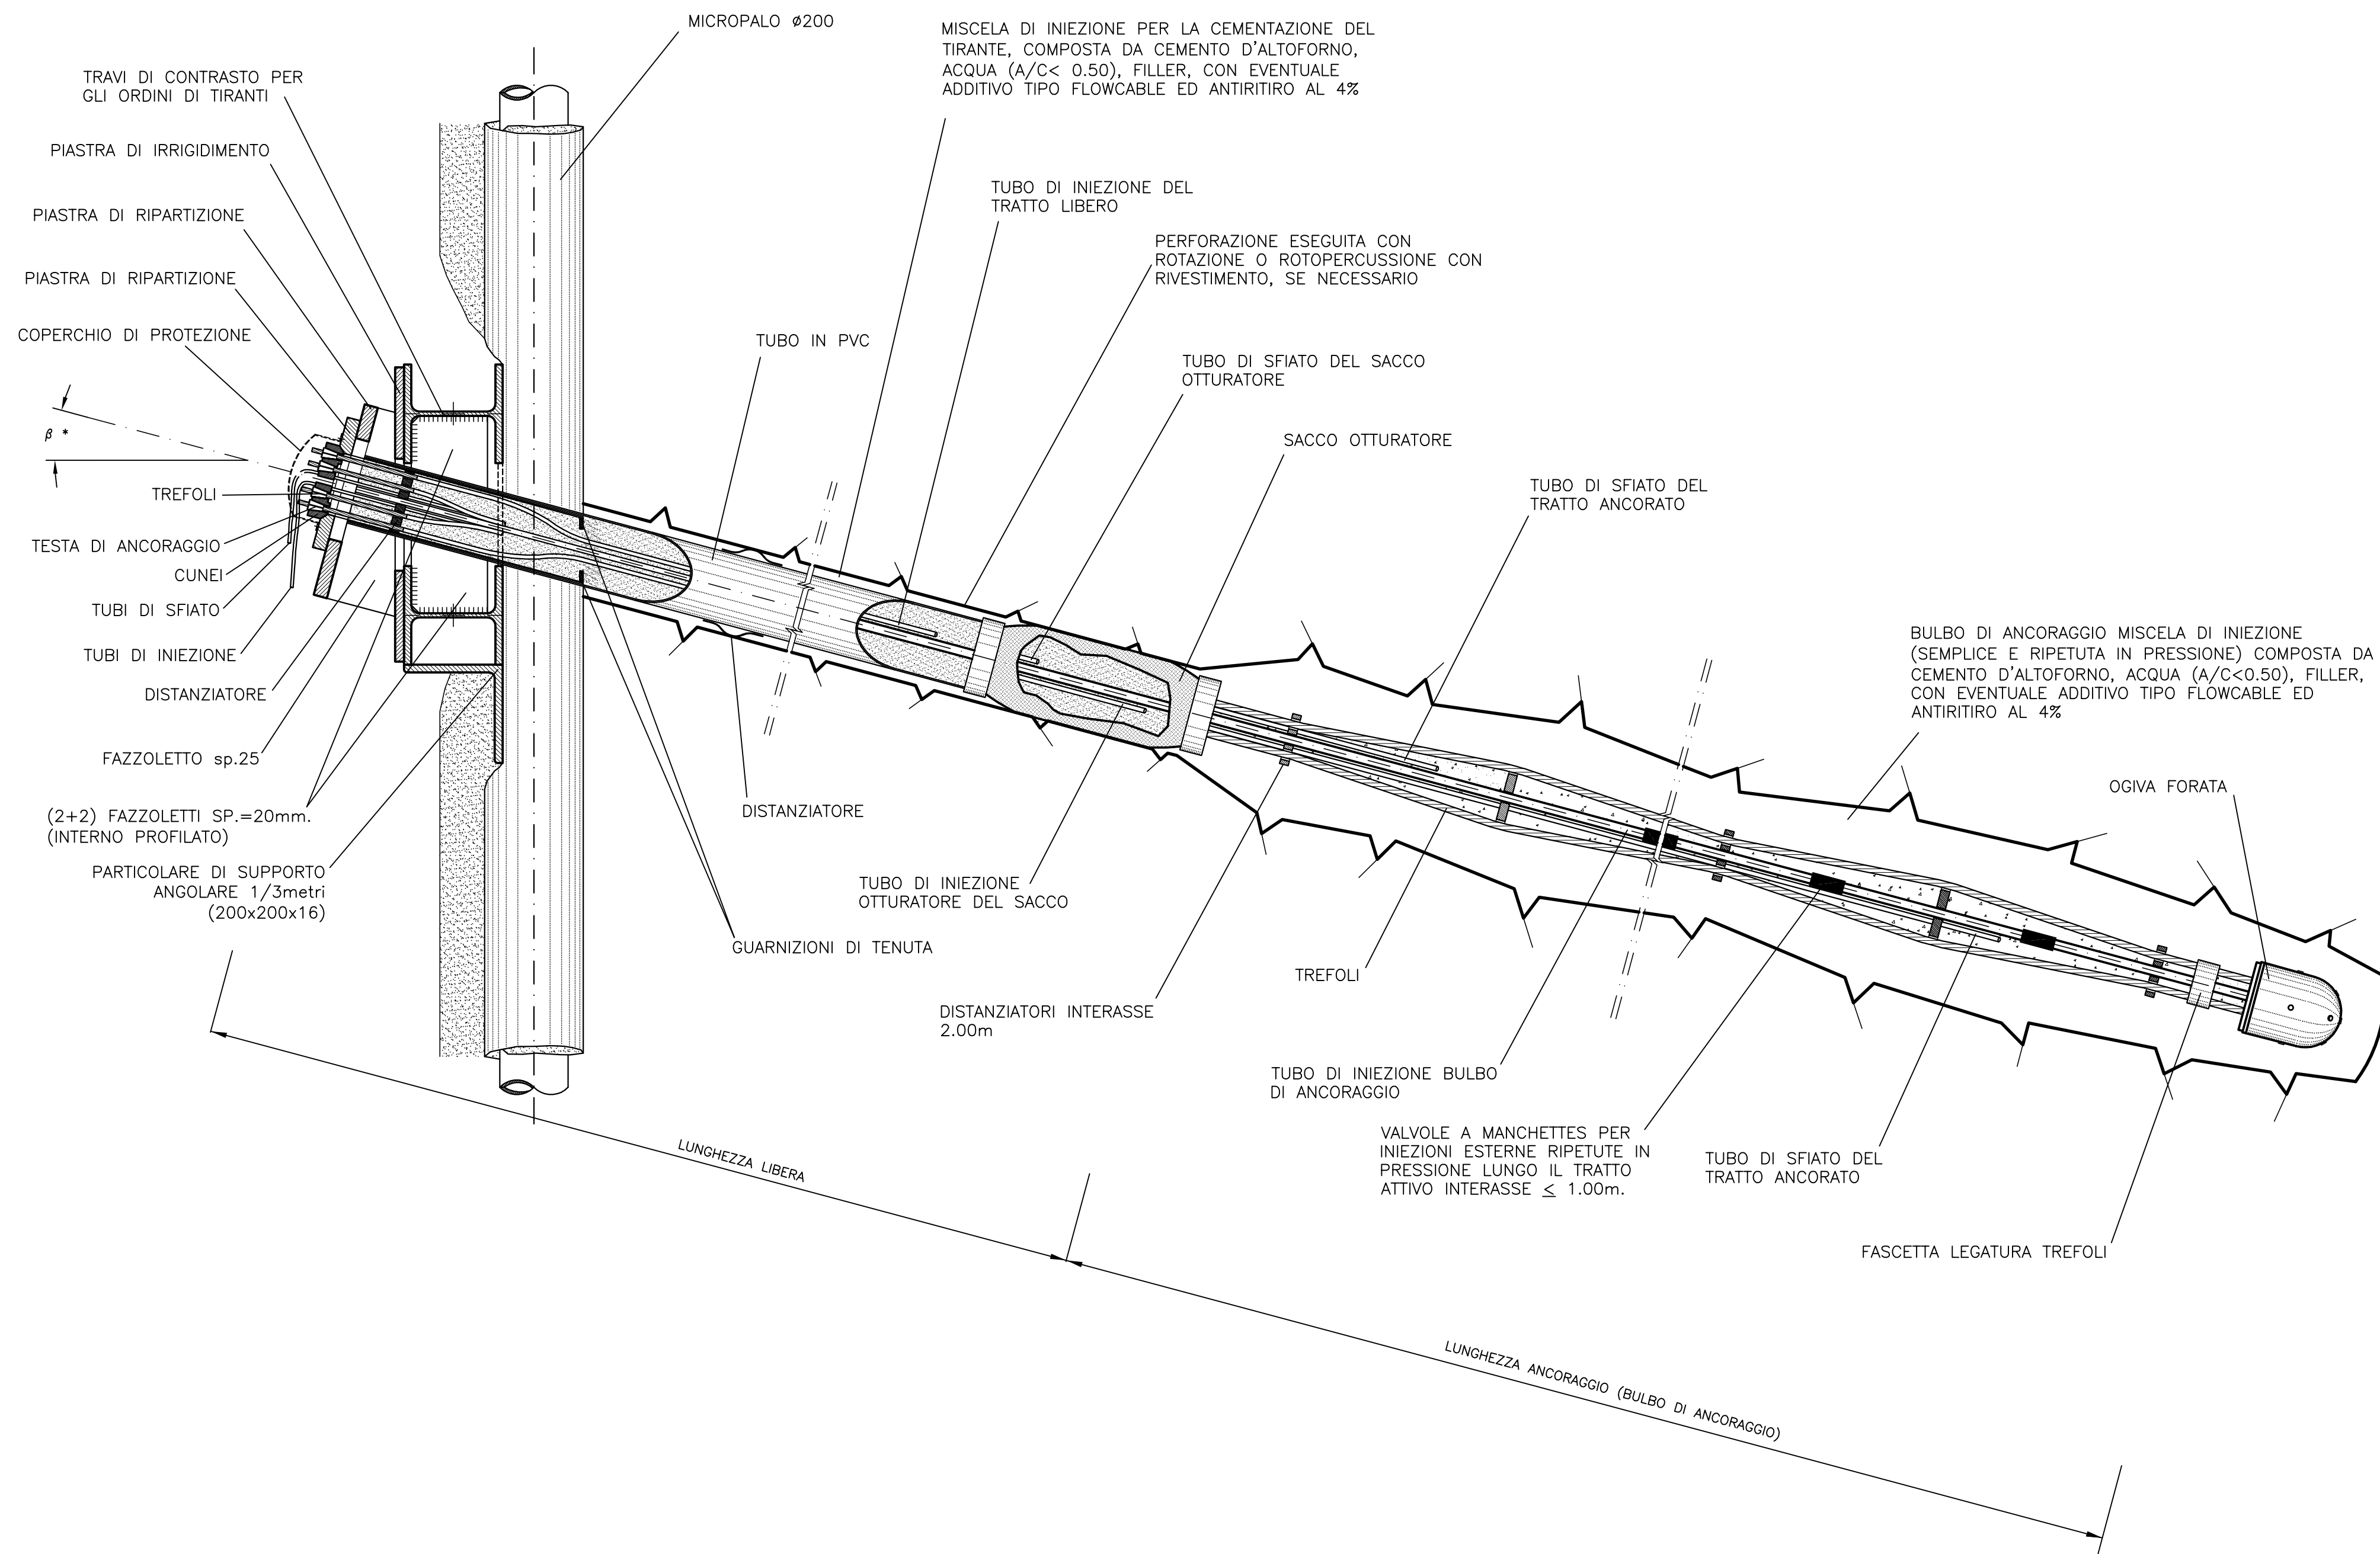 MICROPALO ø200
MISCELA DI INIEZIONE PER LA CEMENTAZIONE DEL
TIRANTE, COMPOSTA DA CEMENTO D'ALTOFORNO,
ACQUA (A/C< 0.50), FILLER, CON EVENTUALE
ADDITIVO TIPO FLOWCABLE ED ANTIRITIRO AL 4%
TRAVI DI CONTRASTO PER
GLI ORDINI DI TIRANTI
PIASTRA DI IRRIGIDIMENTO
PIASTRA DI RIPARTIZIONE
PIASTRA DI RIPARTIZIONE
COPERCHIO DI PROTEZIONE
β *
TREFOLI
TESTA DI ANCORAGGIO
CUNEI
TUBI DI SFIATO
TUBI DI INIEZIONE
DISTANZIATORE
FAZZOLETTO sp.25
(2+2) FAZZOLETTI SP.=20mm.
(INTERNO PROFILATO)
PARTICOLARE DI SUPPORTO
ANGOLARE 1/3metri
(200x200x16)
TUBO DI INIEZIONE DEL
TRATTO LIBERO
PERFORAZIONE ESEGUITA CON
ROTAZIONE O ROTOPERCUSSIONE CON
RIVESTIMENTO, SE NECESSARIO
TUBO IN PVC
TUBO DI SFIATO DEL SACCO
OTTURATORE
SACCO OTTURATORE
TUBO DI SFIATO DEL
TRATTO ANCORATO
BULBO DI ANCORAGGIO MISCELA DI INIEZIONE
(SEMPLICE E RIPETUTA IN PRESSIONE) COMPOSTA DA
CEMENTO D'ALTOFORNO, ACQUA (A/C<0.50), FILLER,
CON EVENTUALE ADDITIVO TIPO FLOWCABLE ED
ANTIRITIRO AL 4%
OGIVA FORATA
DISTANZIATORE
TUBO DI INIEZIONE
OTTURATORE DEL SACCO
GUARNIZIONI DI TENUTA
DISTANZIATORI INTERASSE
2.00m
TREFOLI
TUBO DI INIEZIONE BULBO
DI ANCORAGGIO
VALVOLE A MANCHETTES PER
INIEZIONI ESTERNE RIPETUTE IN
PRESSIONE LUNGO IL TRATTO
ATTIVO INTERASSE ≤ 1.00m.
TUBO DI SFIATO DEL
TRATTO ANCORATO
FASCETTA LEGATURA TREFOLI
LUNGHEZZA LIBERA
LUNGHEZZA ANCORAGGIO (BULBO DI ANCORAGGIO)